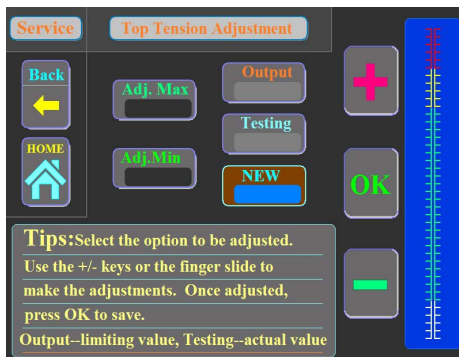 Service
Top Tension Adjustment
Back
HOME
Adj. Max
Adj.Min
Output
Testing
NEW
OK
Tips:Select the option to be adjusted.
Use the +/- keys or the finger slide to
make the adjustments. Once adjusted,
press OK to save.
Output--limiting value, Testing--actual value